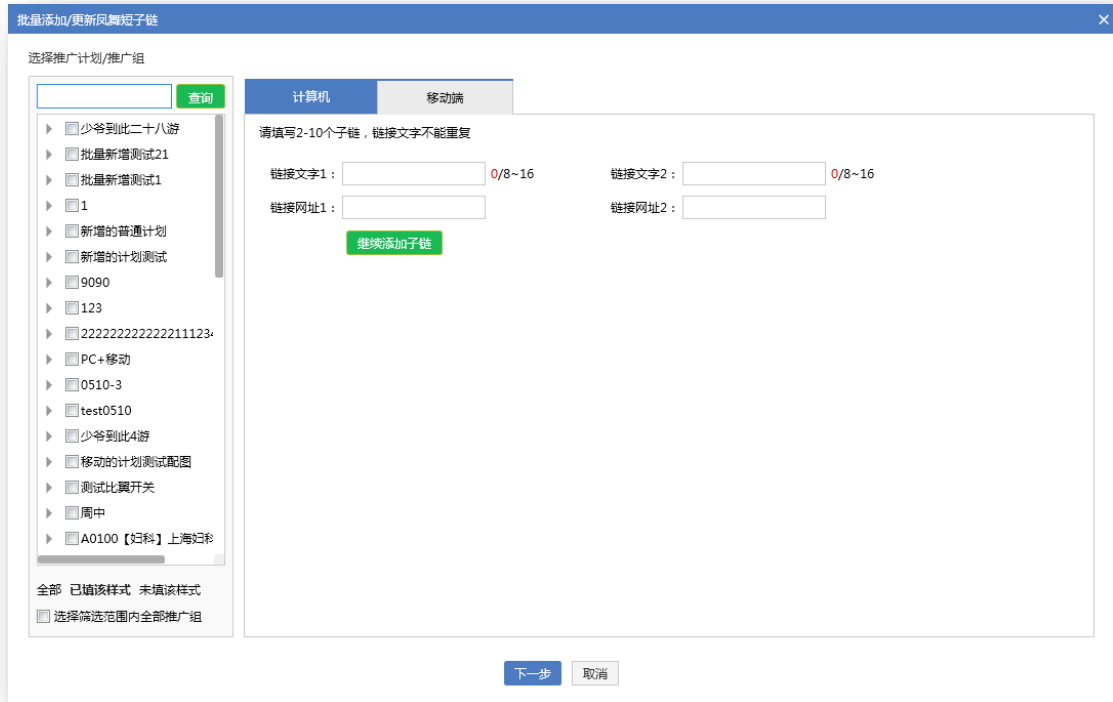 批量添加/更新凤舞短子链
选择推广计划/推广组
查询
少爷到此二十八游
批量新增测试21
批量新增测试1
1
新增的普通计划
新增的计划测试
9090
123
2222222222222111234
PC+移动
0510-3
test0510
少爷到此4游
移动的计划测试配图
测试比翼开关
周中
A0100【妇科】上海妇科
全部 已填该样式 未填该样式
选择筛选范围内全部推广组
计算机 移动端
请填写2-10个子链，链接文字不能重复
链接文字1： 0/8~16 链接文字2： 0/8~16
链接网址1： 链接网址2：
继续添加子链
下一步 取消